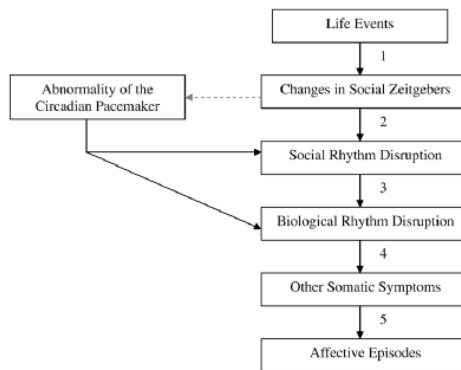 Life Events
1
Abnormality of the
Circadian Pacemaker
Changes in Social Zeitgebers
2
Social Rhythm Disruption
3
Biological Rhythm Disruption
4
Other Somatic Symptoms
5
Affective Episodes